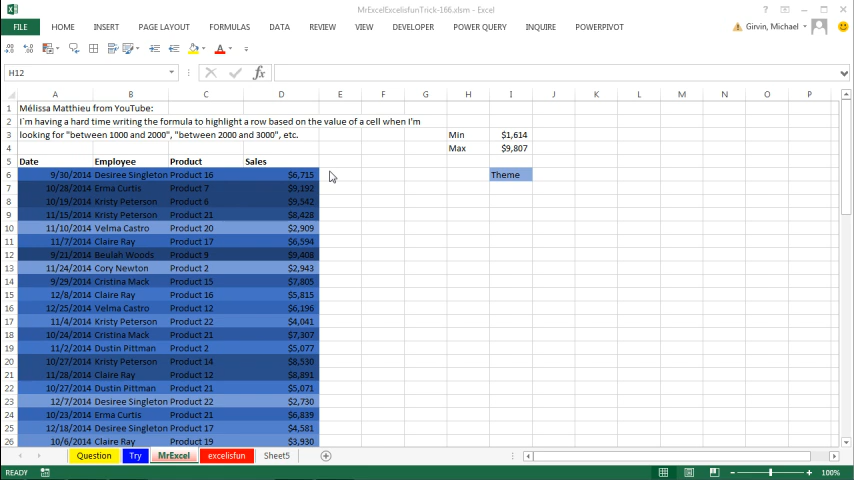 MrExcelExcelisfunTrick-166.xlsm - Excel
FILE HOME INSERT PAGE LAYOUT FORMULAS DATA REVIEW VIEW DEVELOPER POWER QUERY INQUIRE POWERPIVOT Girvin, Michael
H12
A B C D E F G H I J K L M N O P
1 Mélissa Matthieu from YouTube:
2 I`m having a hard time writing the formula to highlight a row based on the value of a cell when I'm
3 looking for "between 1000 and 2000", "between 2000 and 3000", etc. Min $1,614
4 Max $9,807
5 Date Employee Product Sales
6 9/30/2014 Desiree Singleton Product 16 $6,715 Theme
7 10/28/2014 Erma Curtis Product 7 $9,192
8 10/19/2014 Kristy Peterson Product 6 $9,542
9 11/15/2014 Kristy Peterson Product 21 $8,428
10 11/10/2014 Velma Castro Product 20 $2,909
11 11/7/2014 Claire Ray Product 17 $6,594
12 9/21/2014 Beulah Woods Product 9 $9,408
13 11/24/2014 Cory Newton Product 2 $2,943
14 9/29/2014 Cristina Mack Product 15 $7,805
15 12/8/2014 Claire Ray Product 16 $5,815
16 12/25/2014 Velma Castro Product 12 $6,196
17 11/4/2014 Kristy Peterson Product 22 $4,041
18 10/24/2014 Cristina Mack Product 21 $7,307
19 11/2/2014 Dustin Pittman Product 2 $5,077
20 10/27/2014 Kristy Peterson Product 14 $8,530
21 11/28/2014 Claire Ray Product 12 $8,891
22 10/27/2014 Dustin Pittman Product 21 $5,071
23 12/7/2014 Desiree Singleton Product 22 $2,730
24 10/23/2014 Erma Curtis Product 21 $6,839
25 12/18/2014 Desiree Singleton Product 17 $4,581
26 10/6/2014 Claire Ray Product 19 $3,930
Question Try MrExcel excelisfun Sheet5
READY 100%